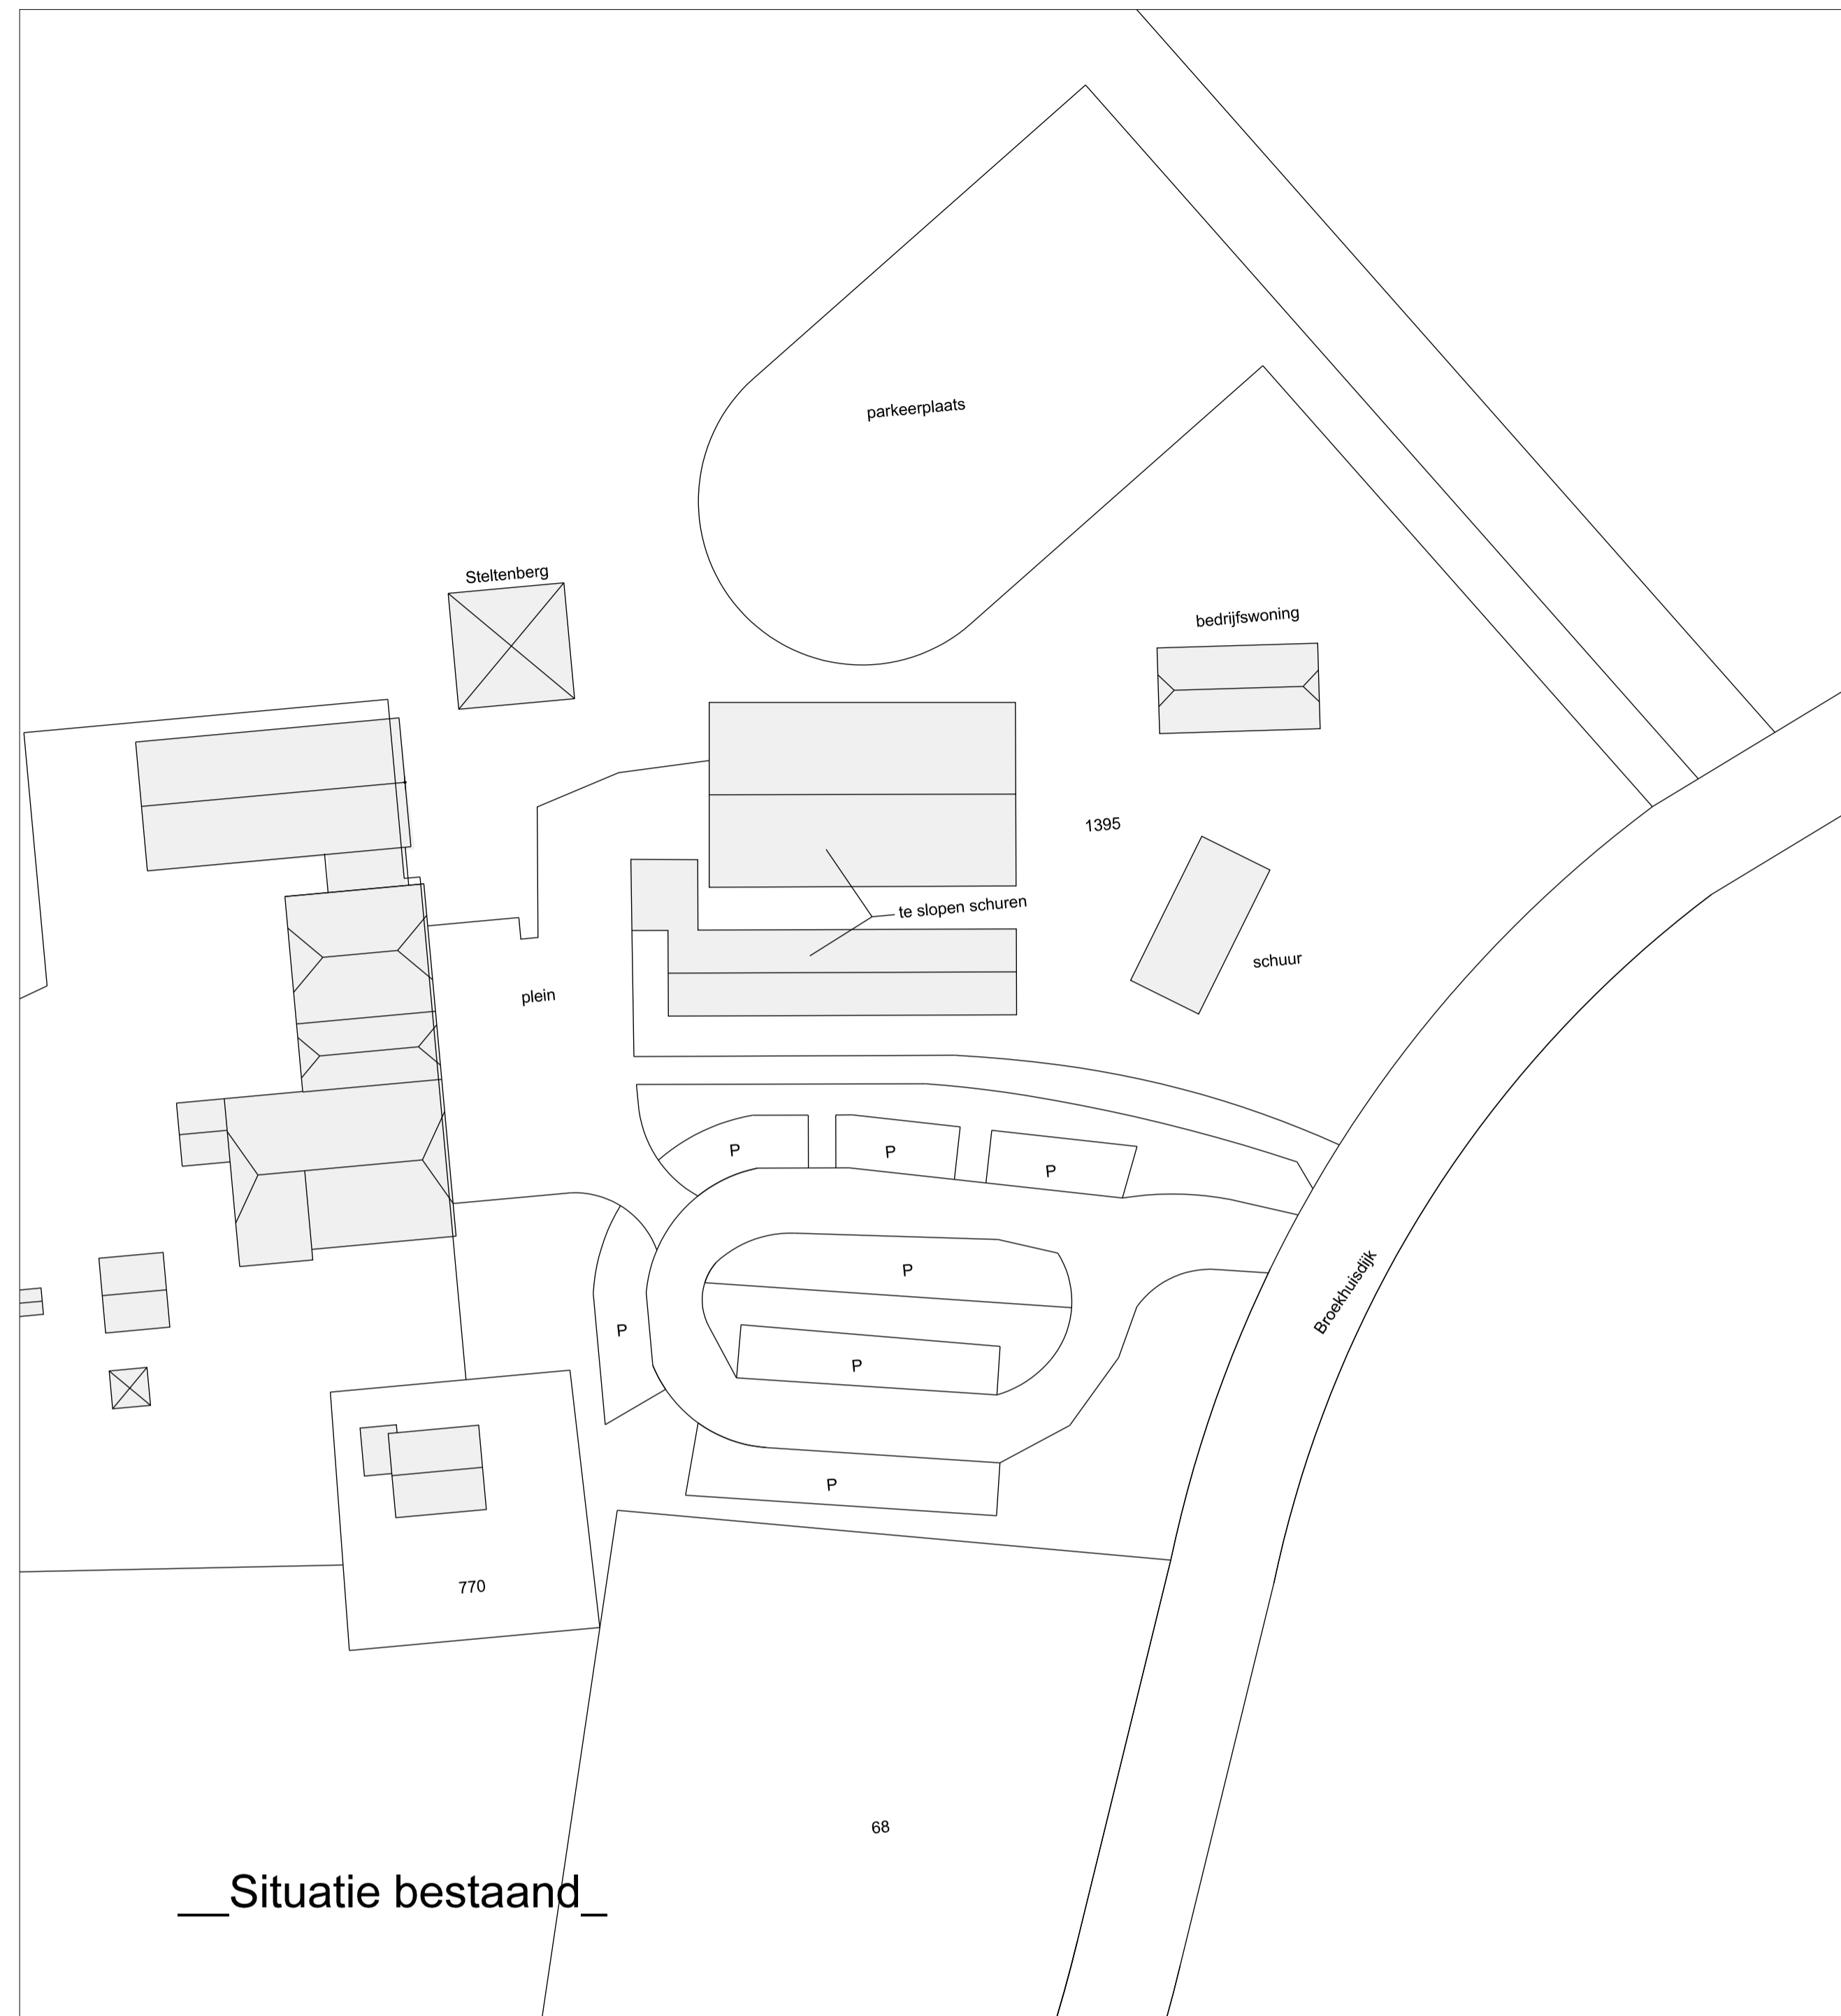 parkeerplaats
Steltenberg
bedrijfswoning
1395
te slopen schuren
schuur
plein
P
P
P
Broekhuisdijk
P
P
P
P
770
68
__Situatie bestaand_